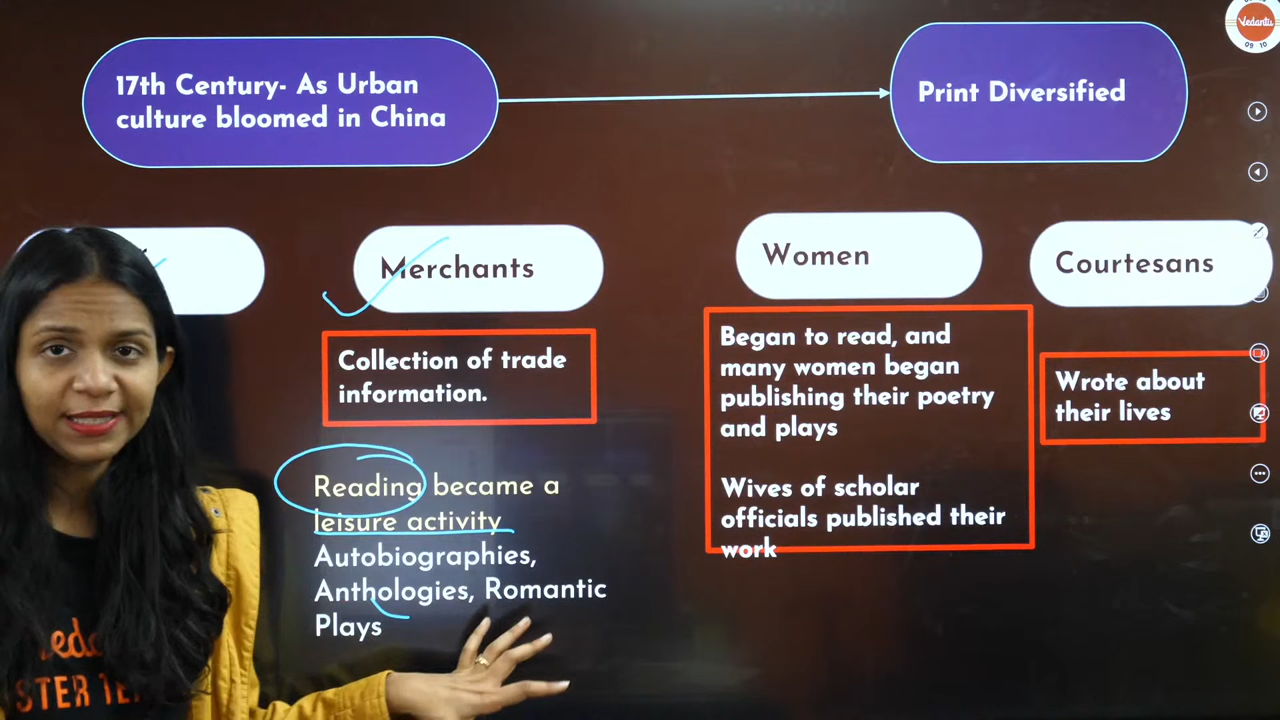 17th Century- As Urban
culture bloomed in China
Print Diversified
Vedantu
09 10
Merchants
Women
Courtesans
Collection of trade
information.
Began to read, and
many women began
publishing their poetry
and plays
Wrote about
their lives
Reading became a
leisure activity
Autobiographies,
Anthologies, Romantic
Plays
Wives of scholar
officials published their
work